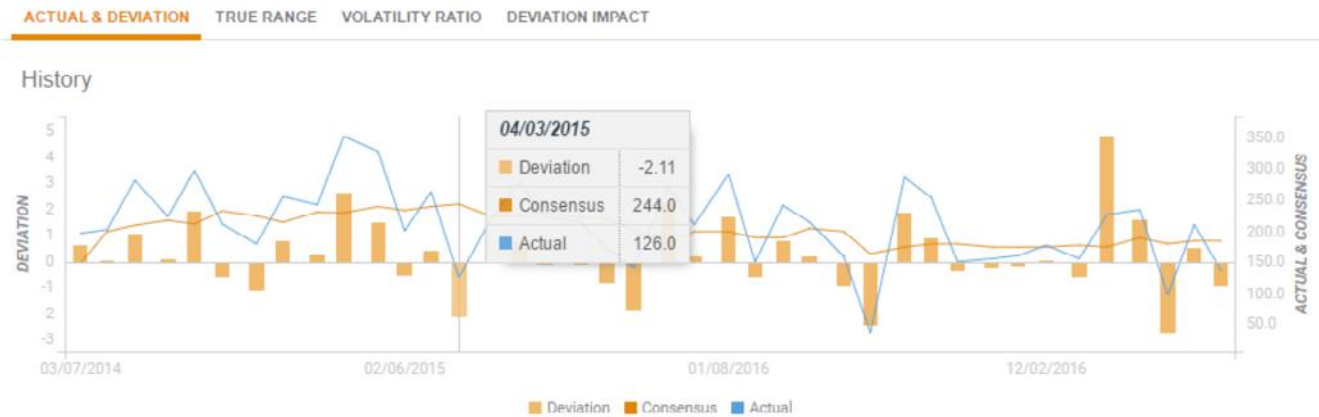 ACTUAL & DEVIATION TRUE RANGE VOLATILITY RATIO DEVIATION IMPACT
History
04/03/2015
Deviation -2.11
Consensus 244.0
Actual 126.0
DEVIATION
5
4
3
2
1
0
-1
-2
-3
350.0
300.0
250.0
200.0
150.0
100.0
50.0
ACTUAL & CONSENSUS
03/07/2014 02/06/2015 01/08/2016 12/02/2016
Deviation Consensus Actual